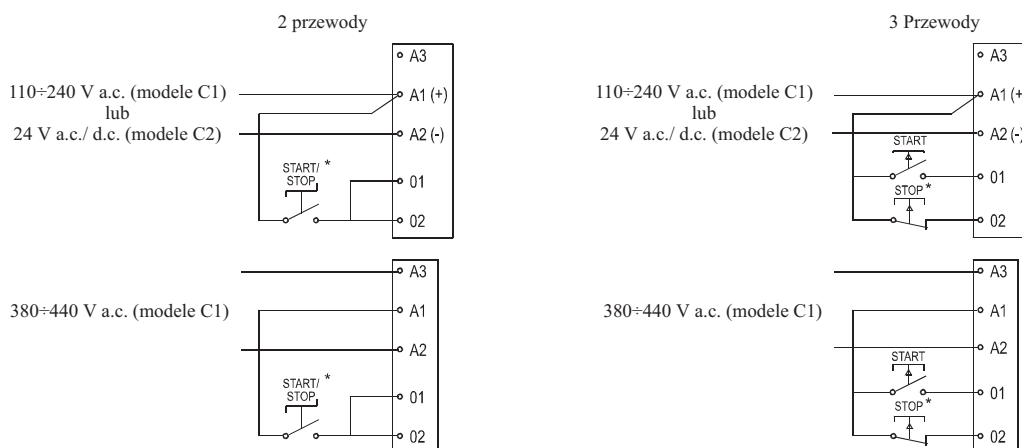 2 przewody
A3
110÷240 V a.c. (modele C1)
lub
24 V a.c./ d.c. (modele C2)
A1 (+)
A2 (-)
START/
STOP *
01
02
A3
380÷440 V a.c. (modele C1)
A1
A2
START/
STOP *
01
02
3 Przewody
A3
110÷240 V a.c. (modele C1)
lub
24 V a.c./ d.c. (modele C2)
A1 (+
A2 (-)
START
01
STOP *
02
A3
380÷440 V a.c. (modele C1)
A1
A2
START
01
STOP *
02